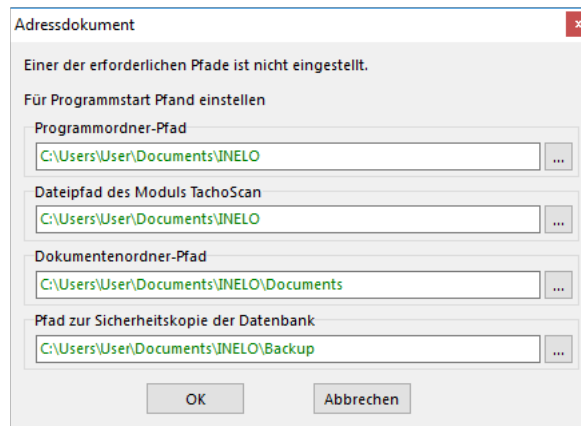 Adressdokument
x
Einer der erforderlichen Pfade ist nicht eingestellt.
Für Programmstart Pfand einstellen
Programmordner-Pfad
C:\Users\User\Documents\INELO
...
Dateipfad des Moduls TachoScan
C:\Users\User\Documents\INELO
...
Dokumentenordner-Pfad
C:\Users\User\Documents\INELO\Documents
...
Pfad zur Sicherheitskopie der Datenbank
C:\Users\User\Documents\INELO\Backup
...
OK Abbrechen